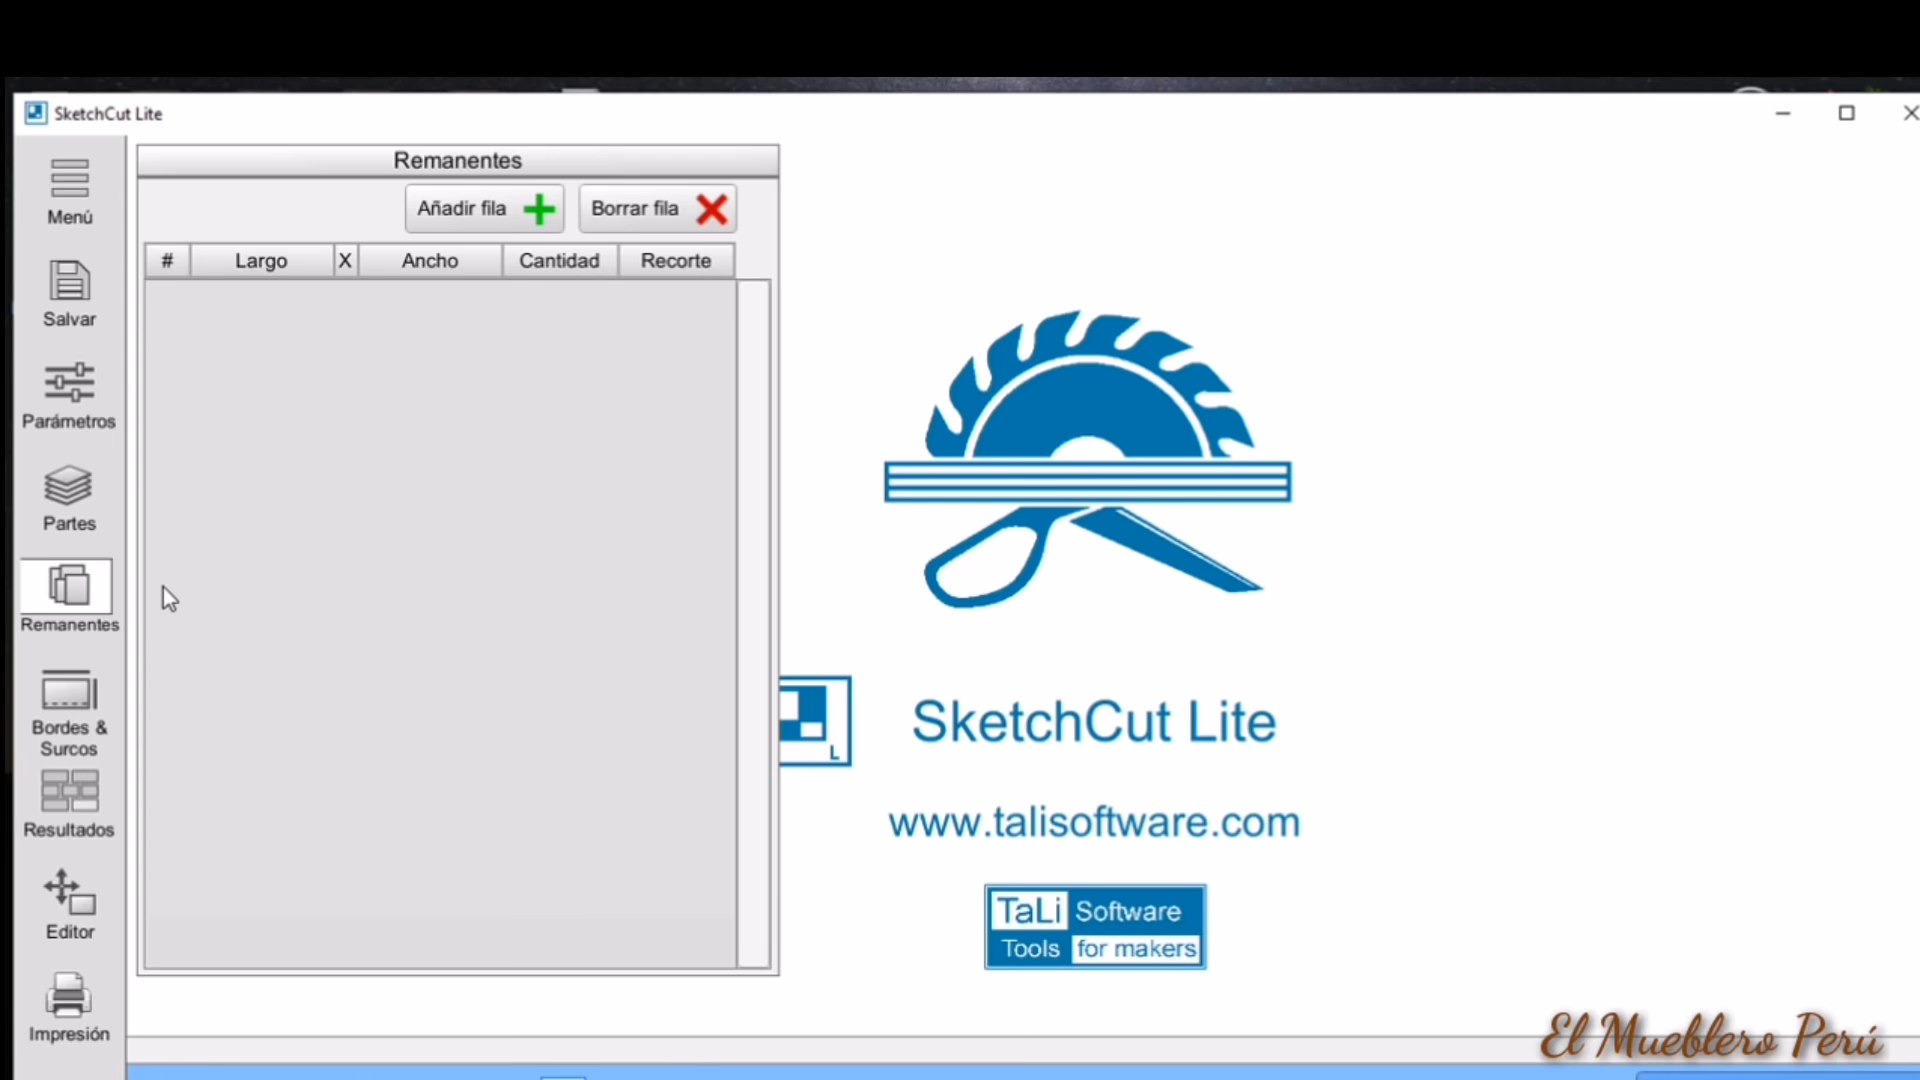 SketchCut Lite
Menú
Salvar
Parámetros
Partes
Remanentes
Bordes &
Surcos
Resultados
Editor
Impresión
Remanentes
Añadir fila
Borrar fila
# Largo X Ancho Cantidad Recorte
L
SketchCut Lite
www.talisoftware.com
TaLi Software
Tools for makers
El Mueblero Perú